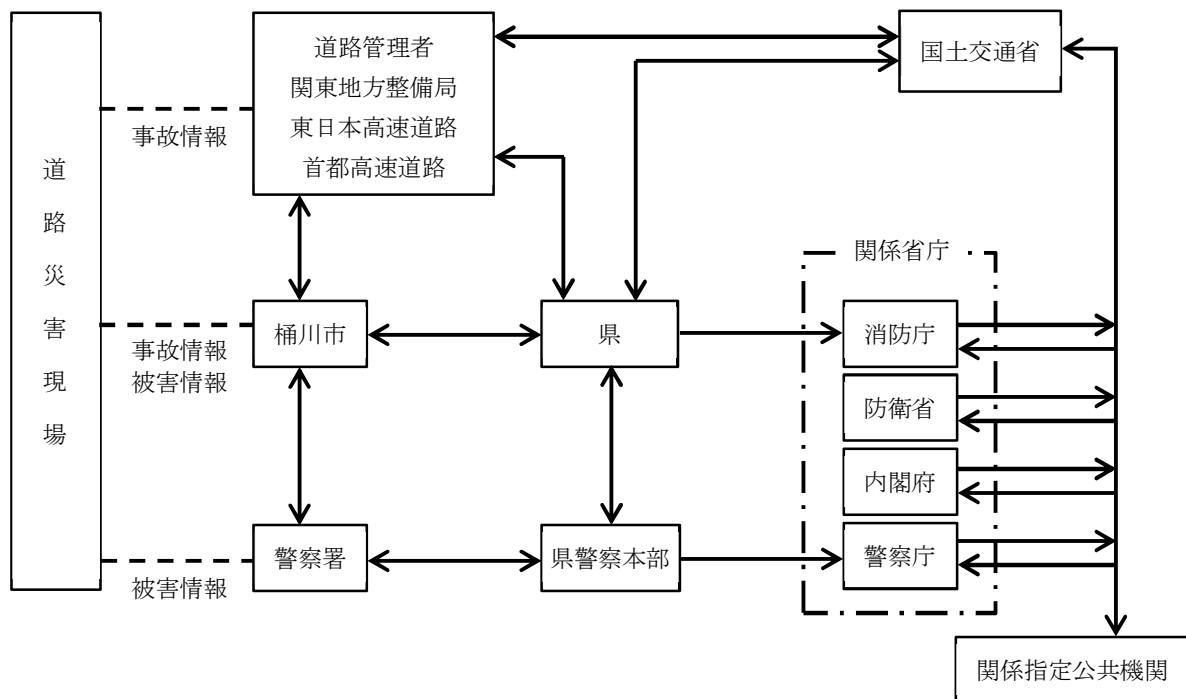 道路災害現場
道路管理者
関東地方整備局
東日本高速道路
首都高速道路
国土交通省
事故情報
関係省庁
桶川市
県
消防庁
事故情報
被害情報
防衛省
内閣府
警察署
県警察本部
警察庁
被害情報
関係指定公共機関